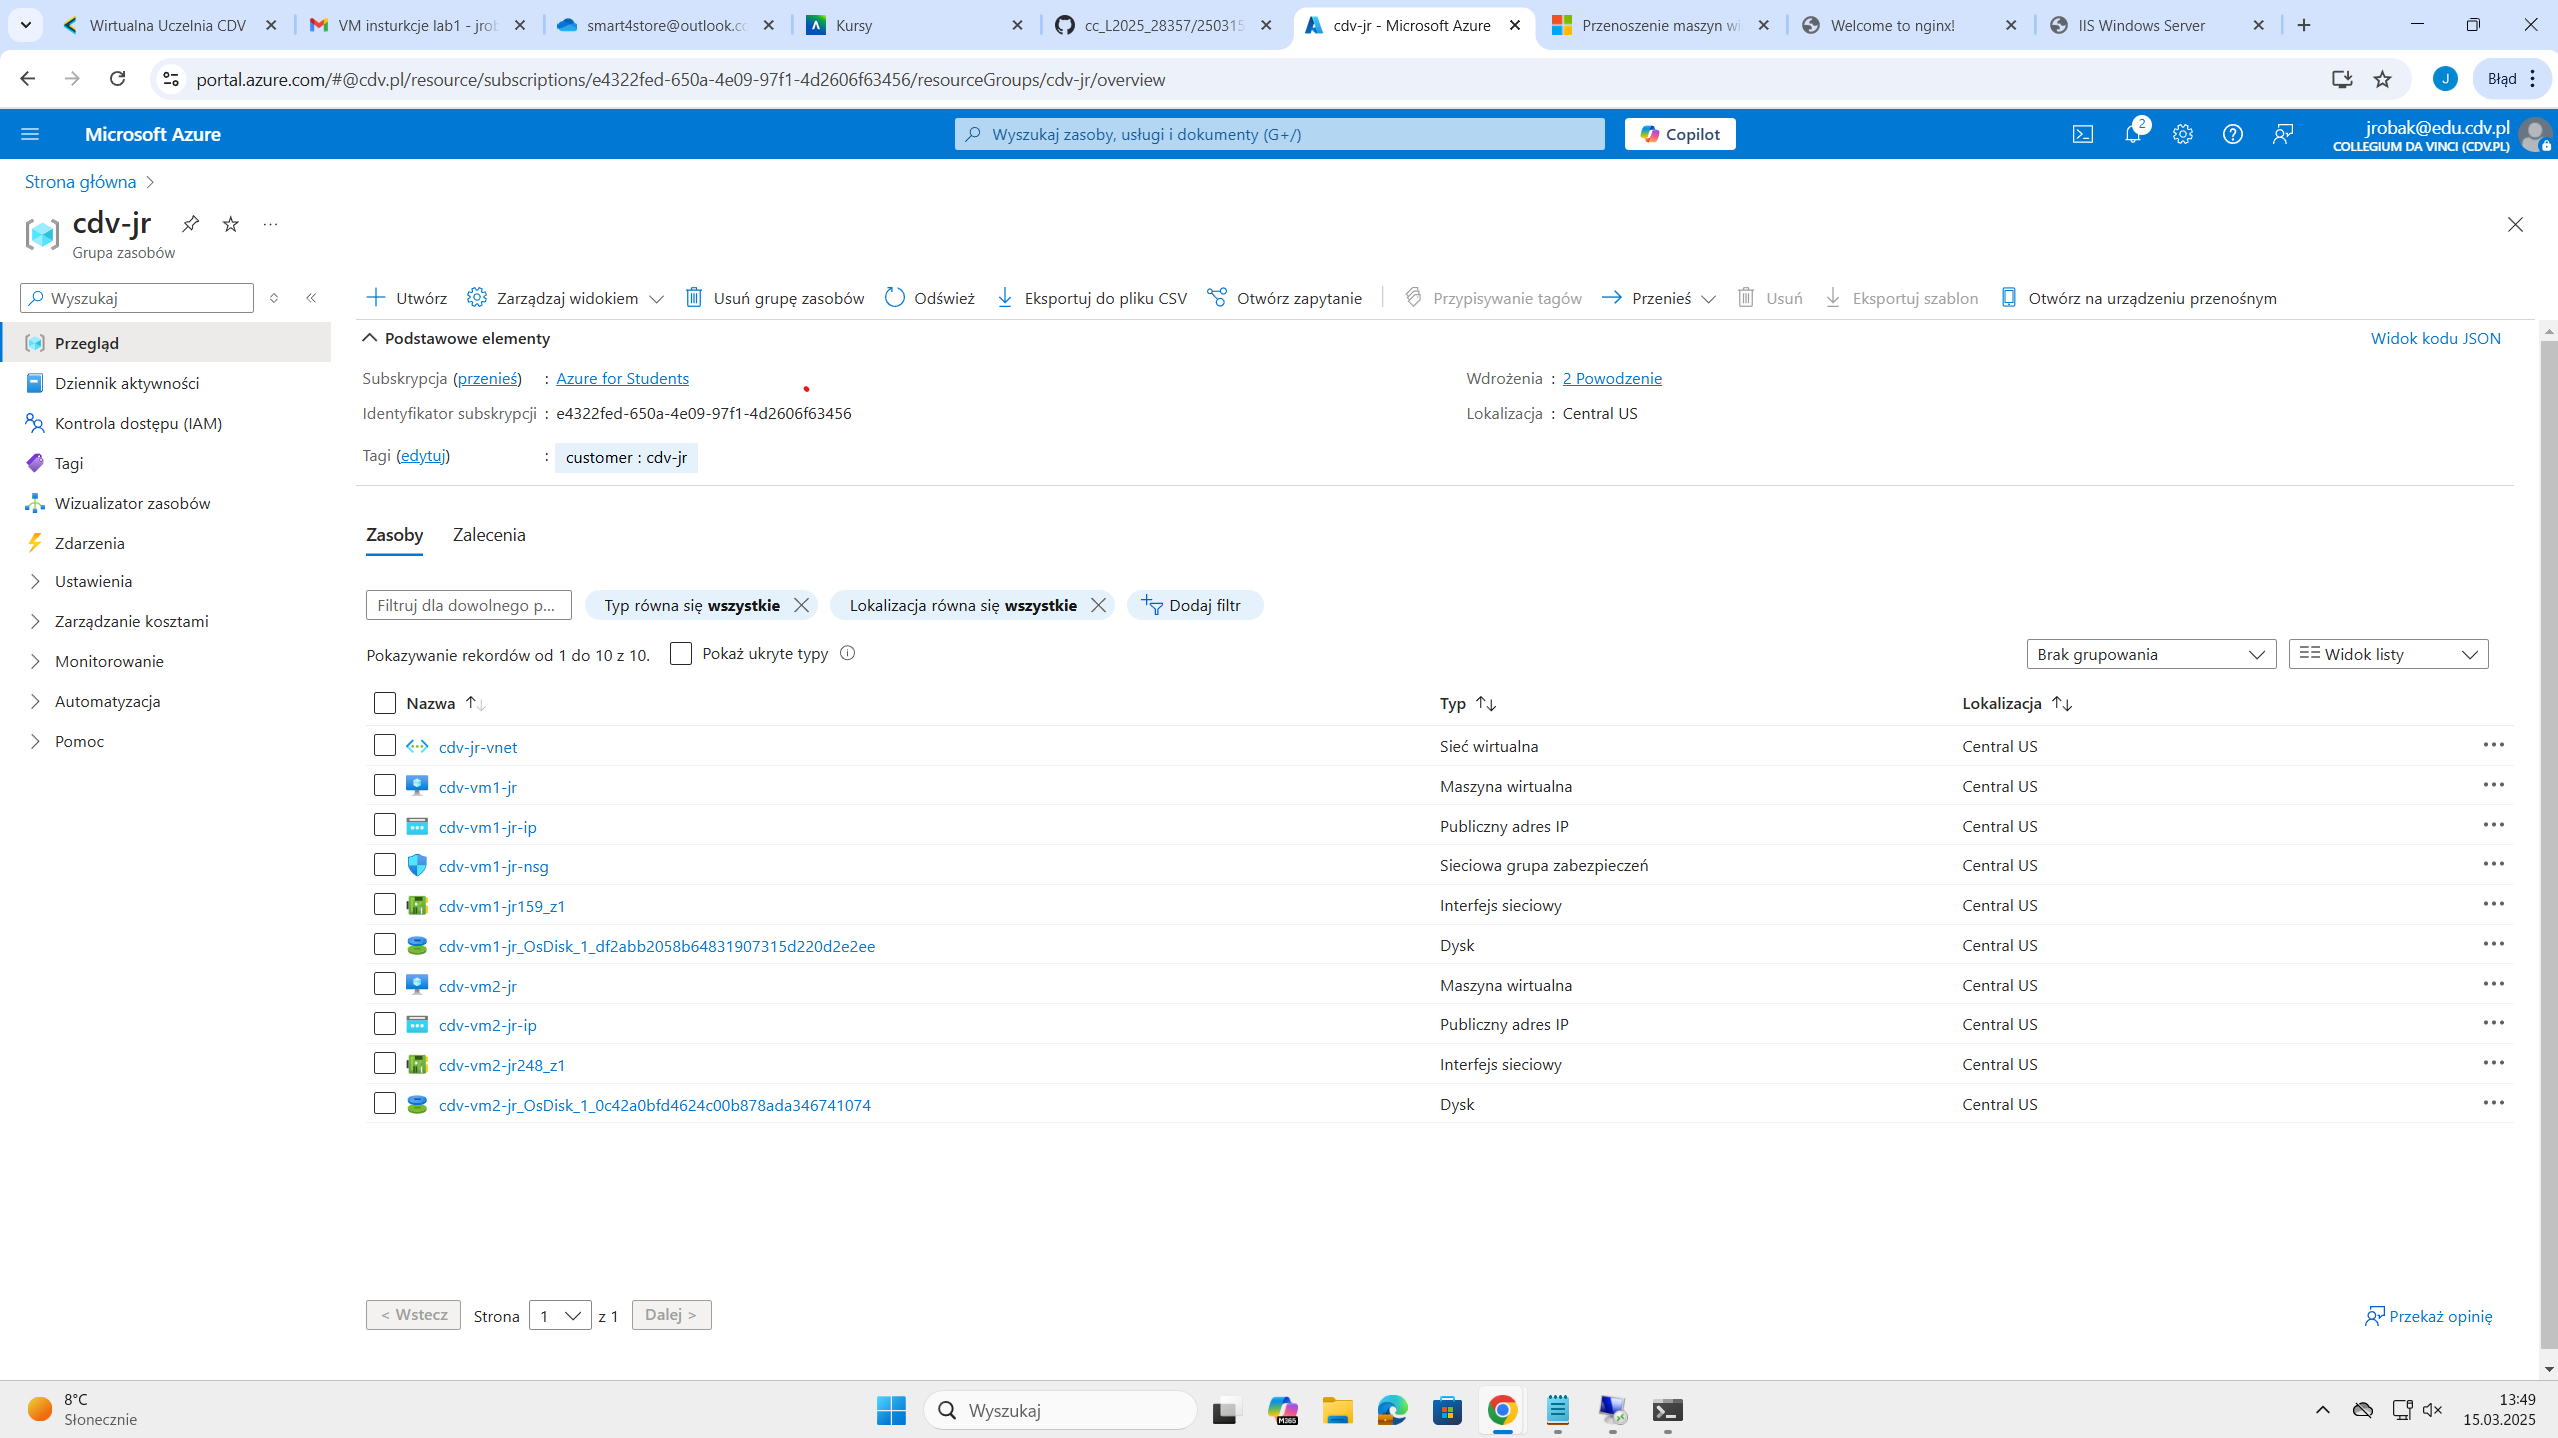 Wirtualna Uczelnia CDV
VM insturkcje lab1 - jrob
smart4store@outlook.co
Kursy
cc_L2025_28357/250315
cdv-jr - Microsoft Azure
Przenoszenie maszyn wi
Welcome to nginx!
IIS Windows Server
portal.azure.com/#@cdv.pl/resource/subscriptions/e4322fed-650a-4e09-97f1-4d2606f63456/resourceGroups/cdv-jr/overview
J
Błąd
Microsoft Azure
Wyszukaj zasoby, usługi i dokumenty (G+/)
Copilot
2
jrobak@edu.cdv.pl
COLLEGIUM DA VINCI (CDV.PL)
Strona główna
cdv-jr
Grupa zasobów
Wyszukaj
Utwórz
Zarządzaj widokiem
Usuń grupę zasobów
Odśwież
Eksportuj do pliku CSV
Otwórz zapytanie
Przypisywanie tagów
Przenieś
Usuń
Eksportuj szablon
Otwórz na urządzeniu przenośnym
Przegląd
Dziennik aktywności
Kontrola dostępu (IAM)
Tagi
Wizualizator zasobów
Zdarzenia
Ustawienia
Zarządzanie kosztami
Monitorowanie
Automatyzacja
Pomoc
Podstawowe elementy
Widok kodu JSON
Subskrypcja (przenieś) : Azure for Students
Wdrożenia : 2 Powodzenie
Identyfikator subskrypcji : e4322fed-650a-4e09-97f1-4d2606f63456
Lokalizacja : Central US
Tagi (edytuj) : customer : cdv-jr
Zasoby
Zalecenia
Filtruj dla dowolnego p...
Typ równa się wszystkie
Lokalizacja równa się wszystkie
Dodaj filtr
Pokazywanie rekordów od 1 do 10 z 10.
Pokaż ukryte typy
Brak grupowania
Widok listy
Nazwa Typ Lokalizacja
cdv-jr-vnet Sieć wirtualna Central US
cdv-vm1-jr Maszyna wirtualna Central US
cdv-vm1-jr-ip Publiczny adres IP Central US
cdv-vm1-jr-nsg Sieciowa grupa zabezpieczeń Central US
cdv-vm1-jr159_z1 Interfejs sieciowy Central US
cdv-vm1-jr_OsDisk_1_df2abb2058b64831907315d220d2e2ee Dysk Central US
cdv-vm2-jr Maszyna wirtualna Central US
cdv-vm2-jr-ip Publiczny adres IP Central US
cdv-vm2-jr248_z1 Interfejs sieciowy Central US
cdv-vm2-jr_OsDisk_1_0c42a0bfd4624c00b878ada346741074 Dysk Central US
< Wstecz Strona 1 z 1 Dalej >
Przekaż opinię
8°C
Słonecznie
Wyszukaj
M365
13:49
15.03.2025